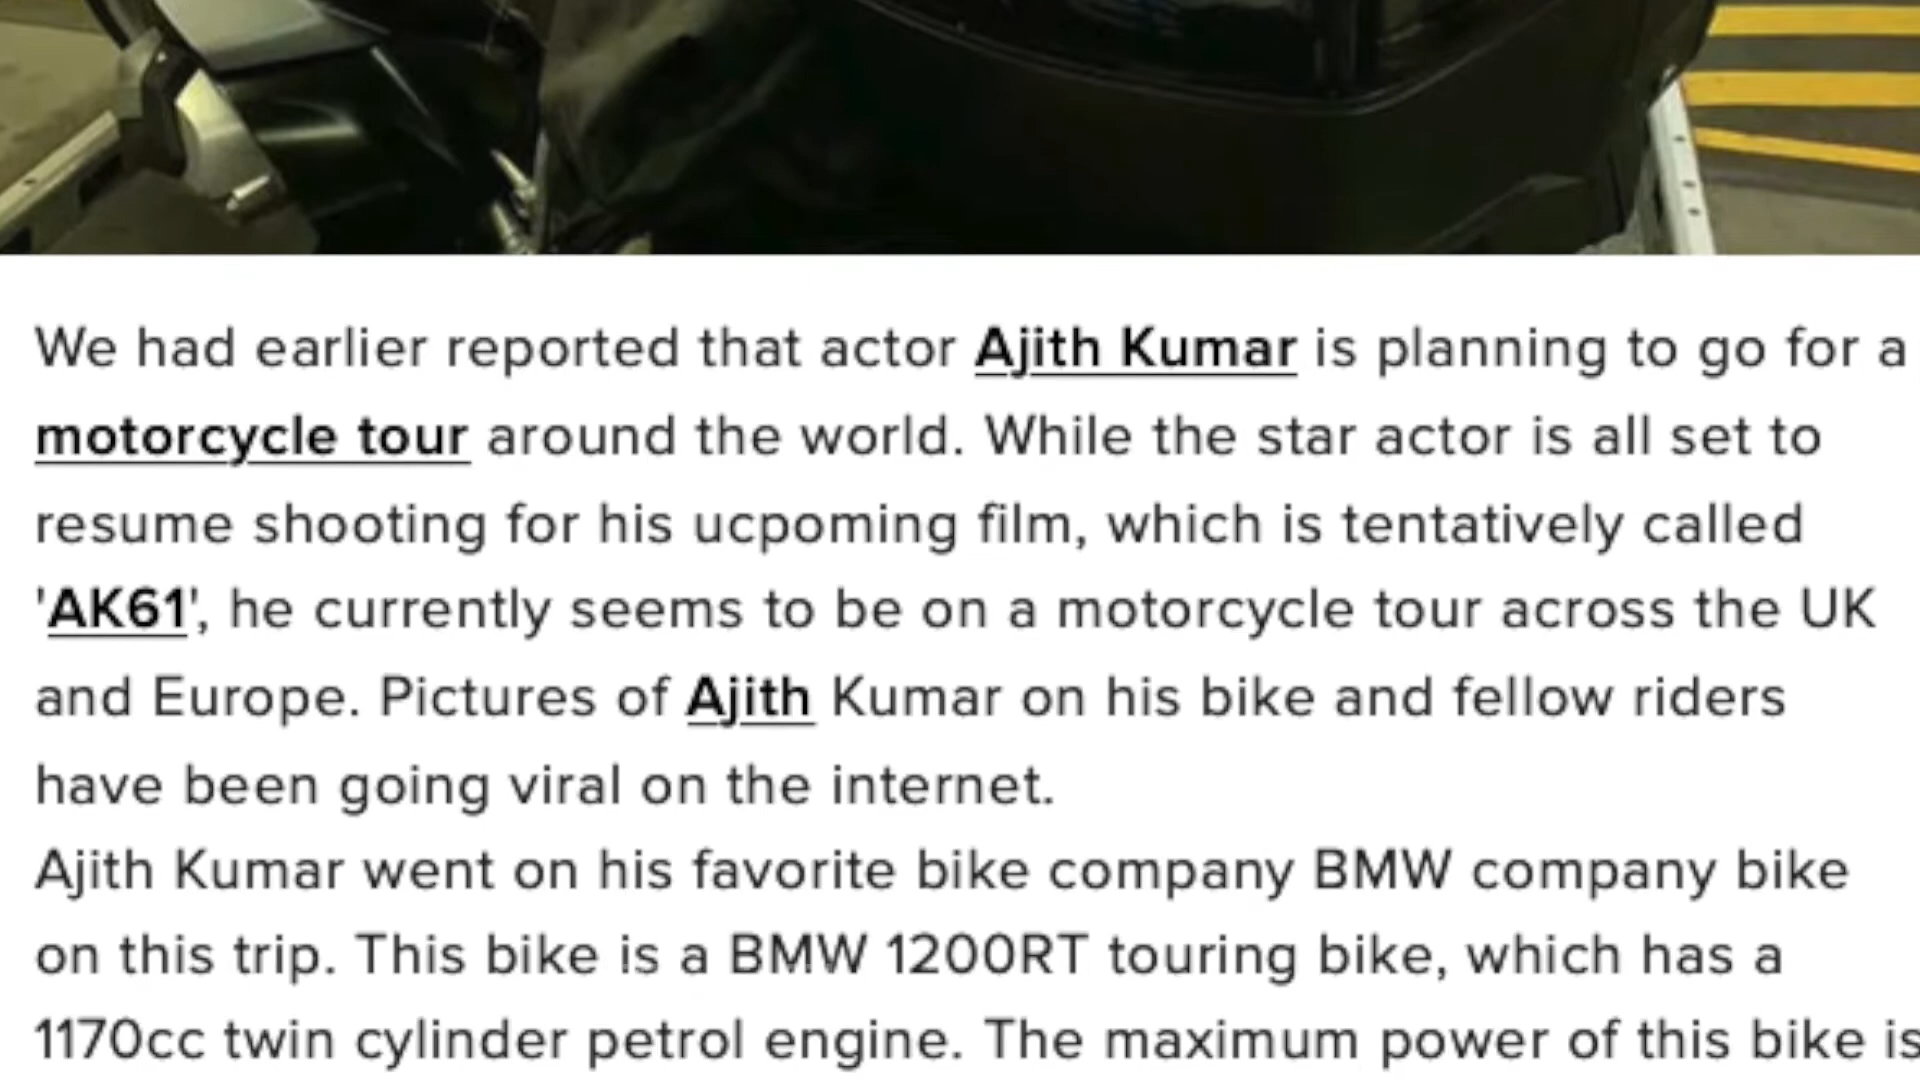 We had earlier reported that actor Ajith Kumar is planning to go for a
motorcycle tour around the world. While the star actor is all set to
resume shooting for his ucpoming film, which is tentatively called
'AK61', he currently seems to be on a motorcycle tour across the UK
and Europe. Pictures of Ajith Kumar on his bike and fellow riders
have been going viral on the internet.
Ajith Kumar went on his favorite bike company BMW company bike
on this trip. This bike is a BMW 1200RT touring bike, which has a
1170cc twin cylinder petrol engine. The maximum power of this bike is